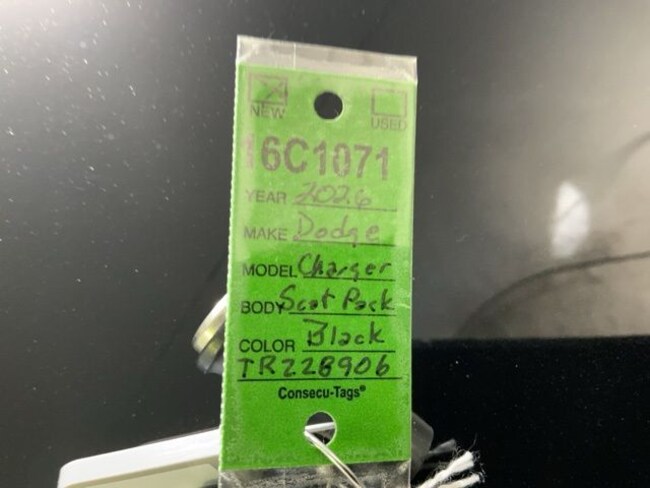 NEW USED
16C1071
YEAR 2026
MAKE Dodge
MODEL Charger
BODY Scat Pack
COLOR Black
TR228906
Consecu-Tags®